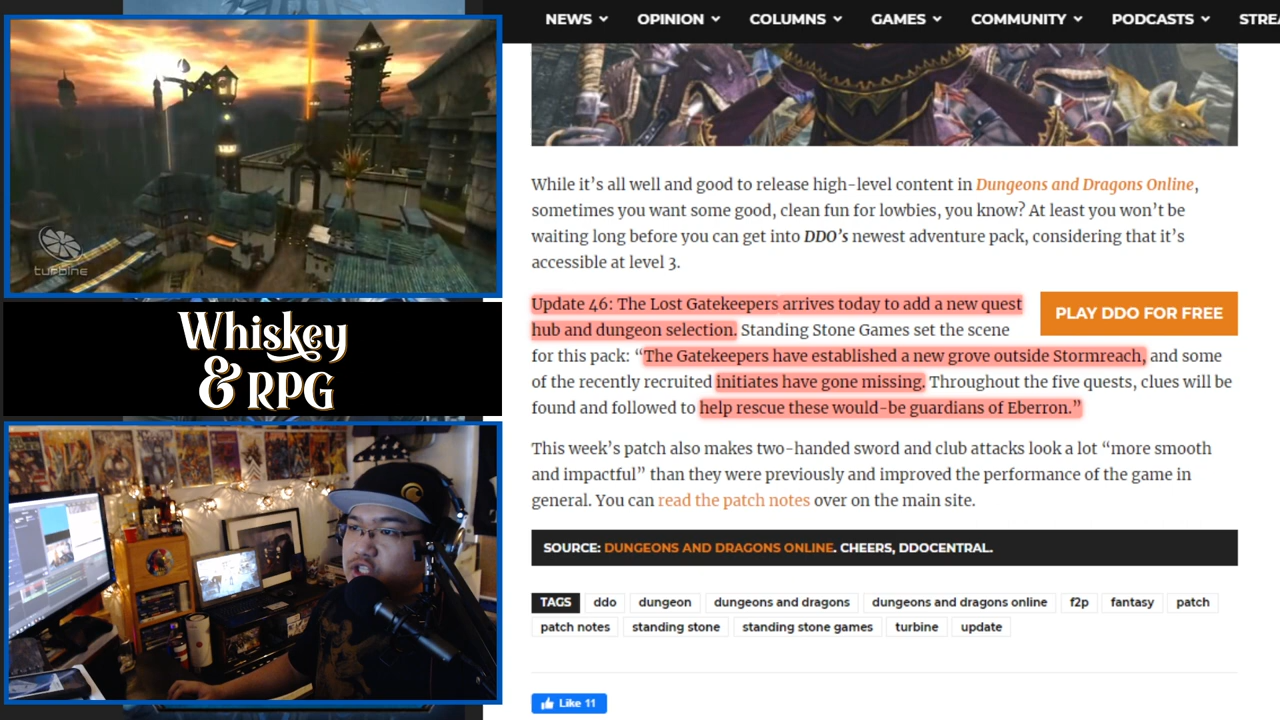 NEWS OPINION COLUMNS GAMES COMMUNITY PODCASTS STREA
turbine
Whiskey
& RPG
While it’s all well and good to release high-level content in Dungeons and Dragons Online,
sometimes you want some good, clean fun for lowbies, you know? At least you won’t be
waiting long before you can get into DDO’s newest adventure pack, considering that it’s
accessible at level 3.
Update 46: The Lost Gatekeepers arrives today to add a new quest
hub and dungeon selection. Standing Stone Games set the scene
PLAY DDO FOR FREE
for this pack: “The Gatekeepers have established a new grove outside Stormreach, and some
of the recently recruited initiates have gone missing. Throughout the five quests, clues will be
found and followed to help rescue these would-be guardians of Eberron.”
This week’s patch also makes two-handed sword and club attacks look a lot “more smooth
and impactful” than they were previously and improved the performance of the game in
general. You can read the patch notes over on the main site.
SOURCE: DUNGEONS AND DRAGONS ONLINE. CHEERS, DDOCENTRAL.
TAGS ddo dungeon dungeons and dragons dungeons and dragons online f2p fantasy patch
patch notes standing stone standing stone games turbine update
Like 11